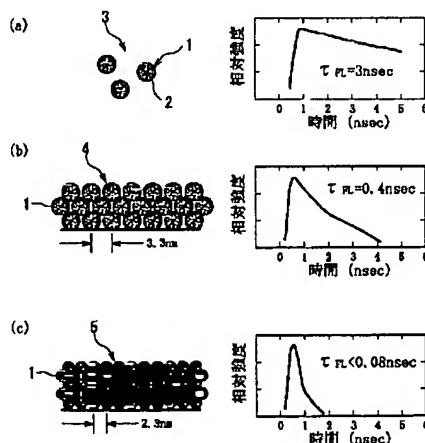 (a)
3
1
2
相対強度
τ PL=3nsec
0 1 2 3 4 5 6
時間 (nsec)
(b)
4
1
3.3nm
相対強度
τ PL=0.4nsec
0 1 2 3 4 5 6
時間 (nsec)
(c)
5
1
2.3nm
相対強度
τ PL<0.08nsec
0 1 2 3 4 5 6
時間 (nsec)